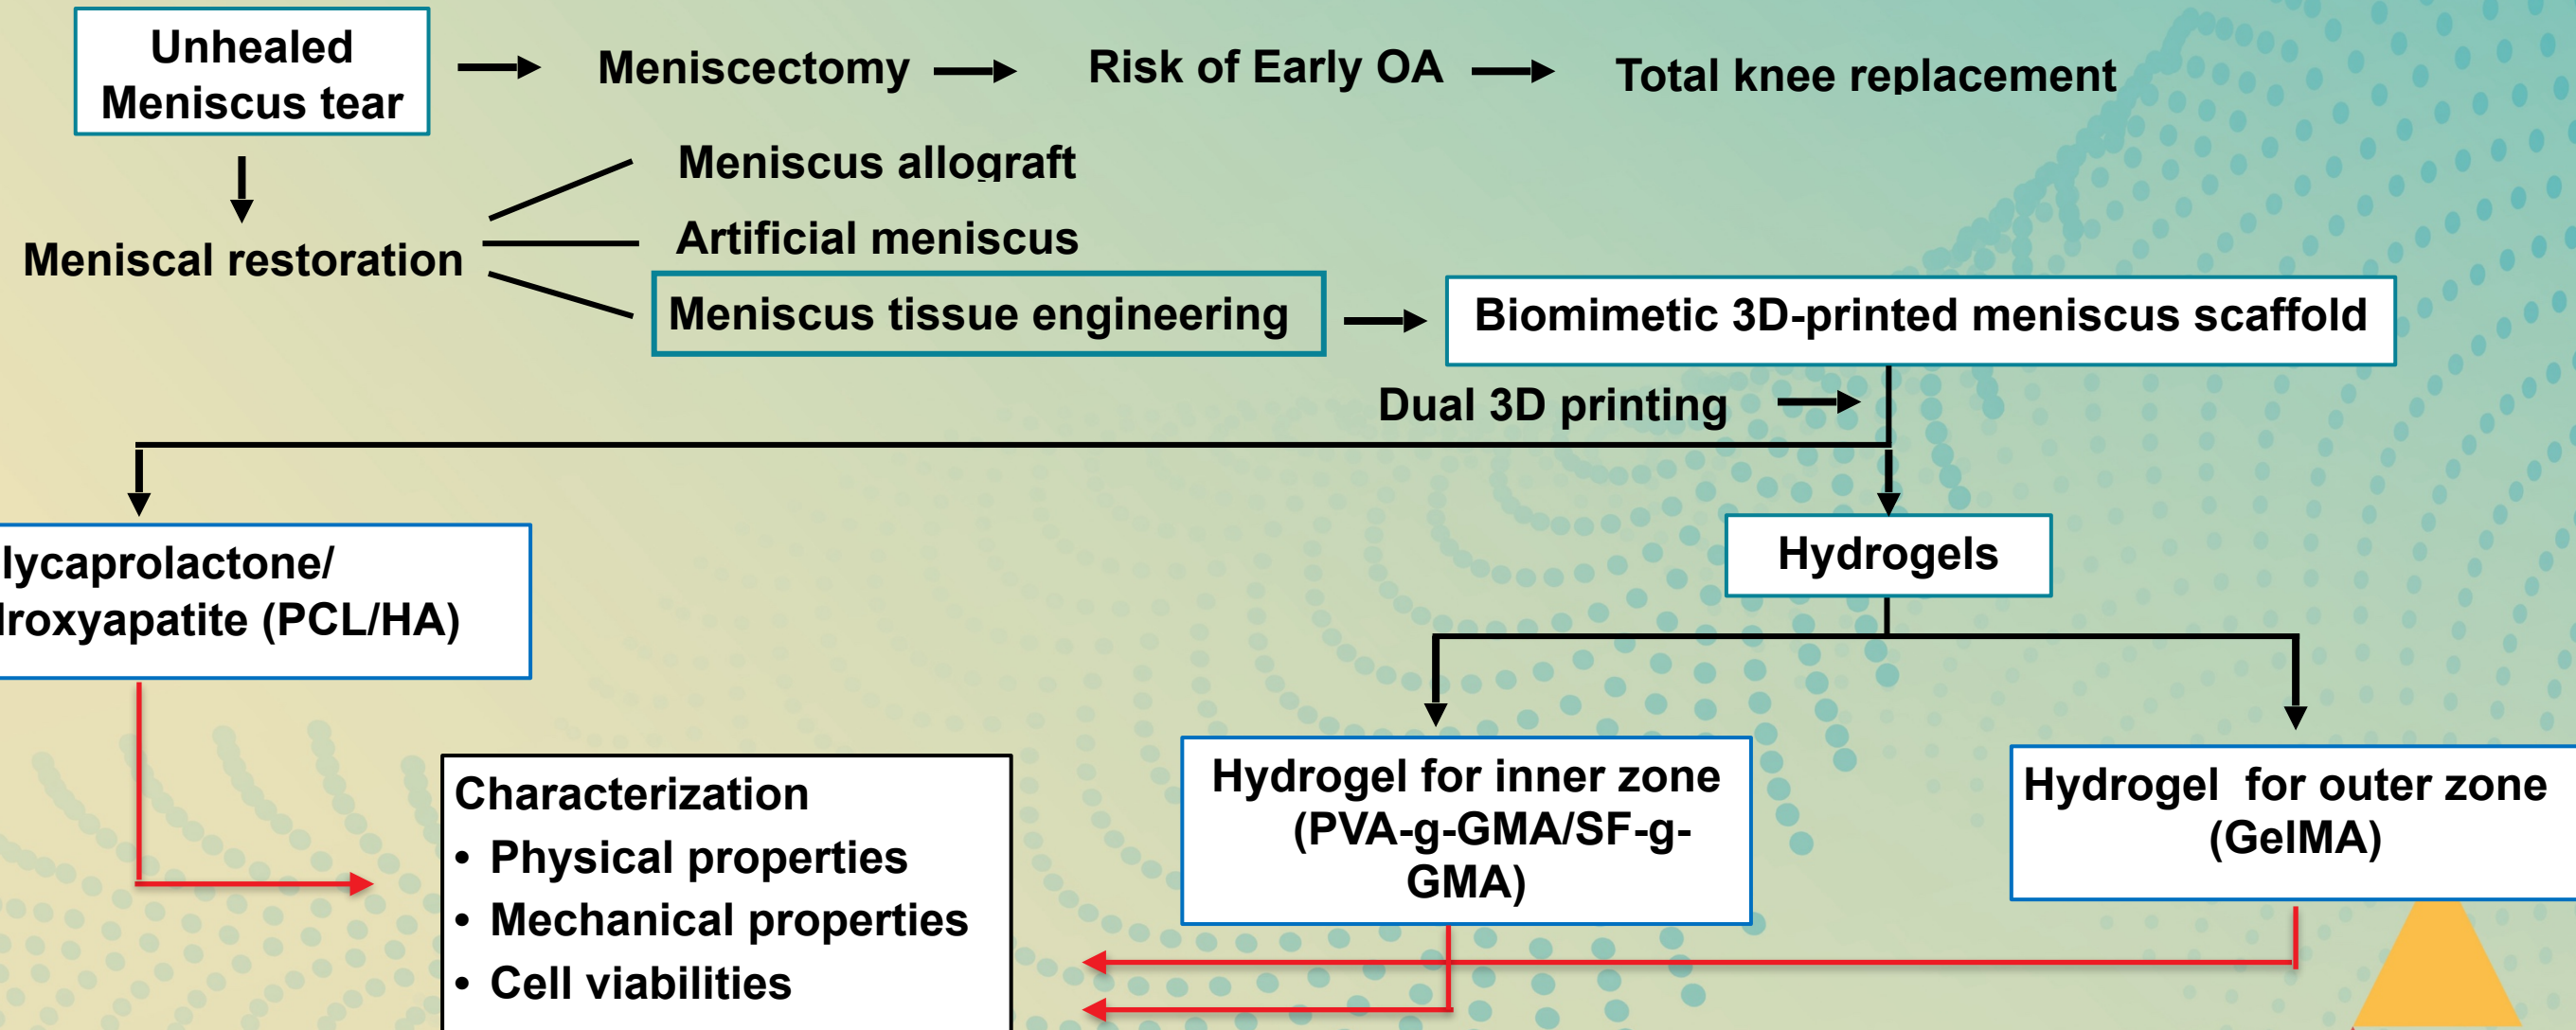 Unhealed
Meniscus tear
Meniscectomy
Risk of Early OA
Total knee replacement
Meniscal restoration
Meniscus allograft
Artificial meniscus
Meniscus tissue engineering
Biomimetic 3D-printed meniscus scaffold
Dual 3D printing
lycaprolactone/
droxyapatite (PCL/HA)
Hydrogels
Hydrogel for inner zone
(PVA-g-GMA/SF-g-
GMA)
Hydrogel for outer zone
(GelMA)
Characterization
• Physical properties
• Mechanical properties
• Cell viabilities